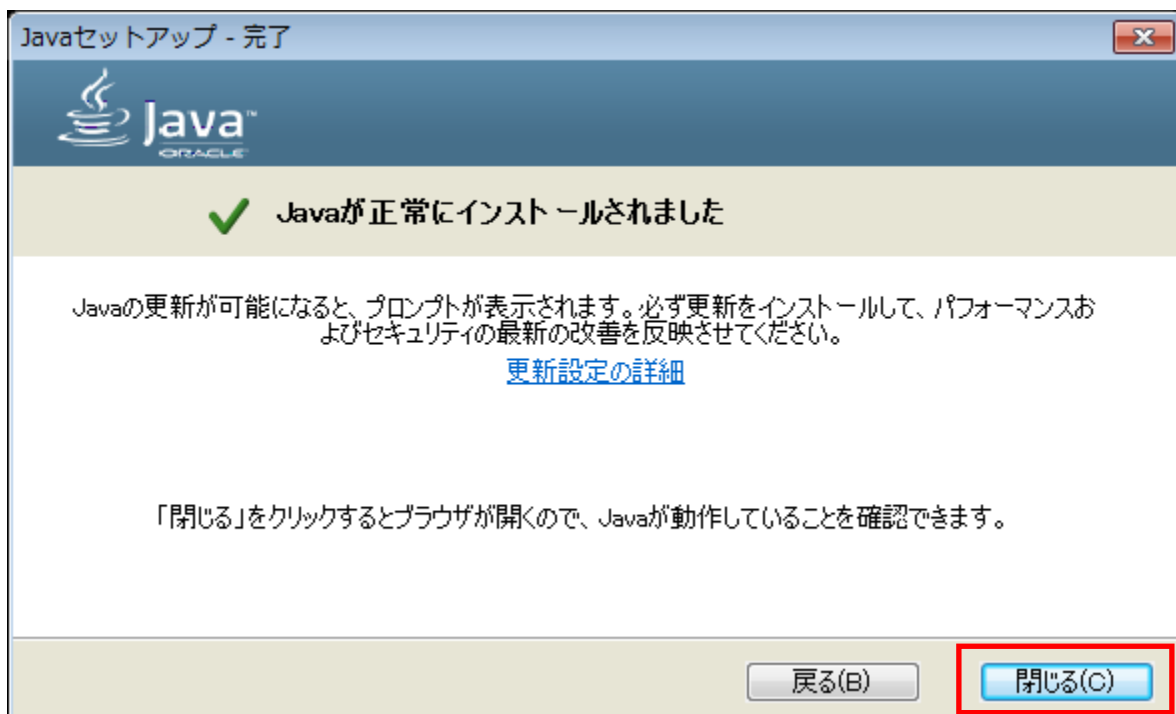 Javaセットアップ - 完了
Java™
ORACLE
Javaが正常にインストールされました
Javaの更新が可能になると、プロンプトが表示されます。必ず更新をインストールして、パフォーマンスお
よびセキュリティの最新の改善を反映させてください。
更新設定の詳細
「閉じる」をクリックするとブラウザが開くので、Javaが動作していることを確認できます。
戻る(B)
閉じる(C)